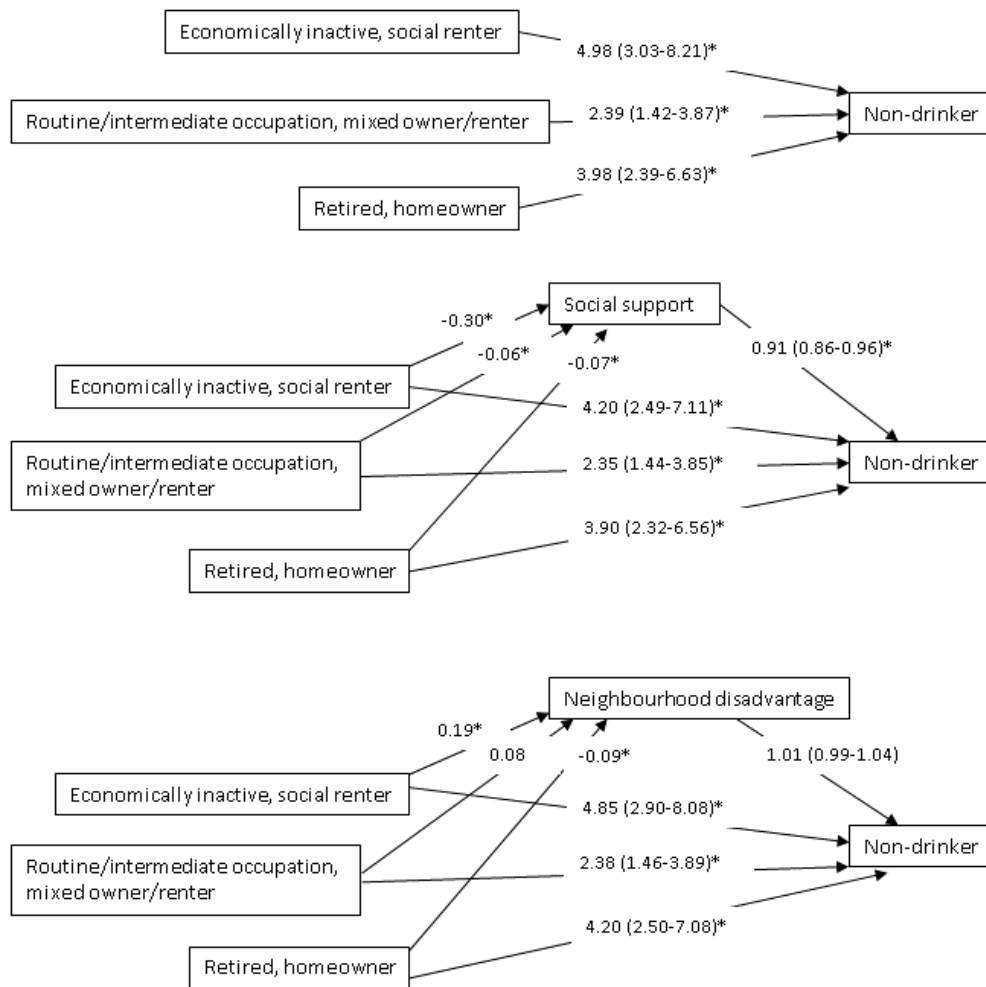 Economically inactive, social renter
4.98 (3.03-8.21)*
Routine/intermediate occupation, mixed owner/renter
2.39 (1.42-3.87)*
Non-drinker
3.98 (2.39-6.63)*
Retired, homeowner
Social support
-0.30*
-0.06*
-0.07*
0.91 (0.86-0.96)*
Economically inactive, social renter
4.20 (2.49-7.11)*
Routine/intermediate occupation,
mixed owner/renter
2.35 (1.44-3.85)*
Non-drinker
3.90 (2.32-6.56)*
Retired, homeowner
Neighbourhood disadvantage
0.19*
0.08
-0.09*
1.01 (0.99-1.04)
Economically inactive, social renter
4.85 (2.90-8.08)*
Routine/intermediate occupation,
mixed owner/renter
2.38 (1.46-3.89)*
Non-drinker
4.20 (2.50-7.08)*
Retired, homeowner